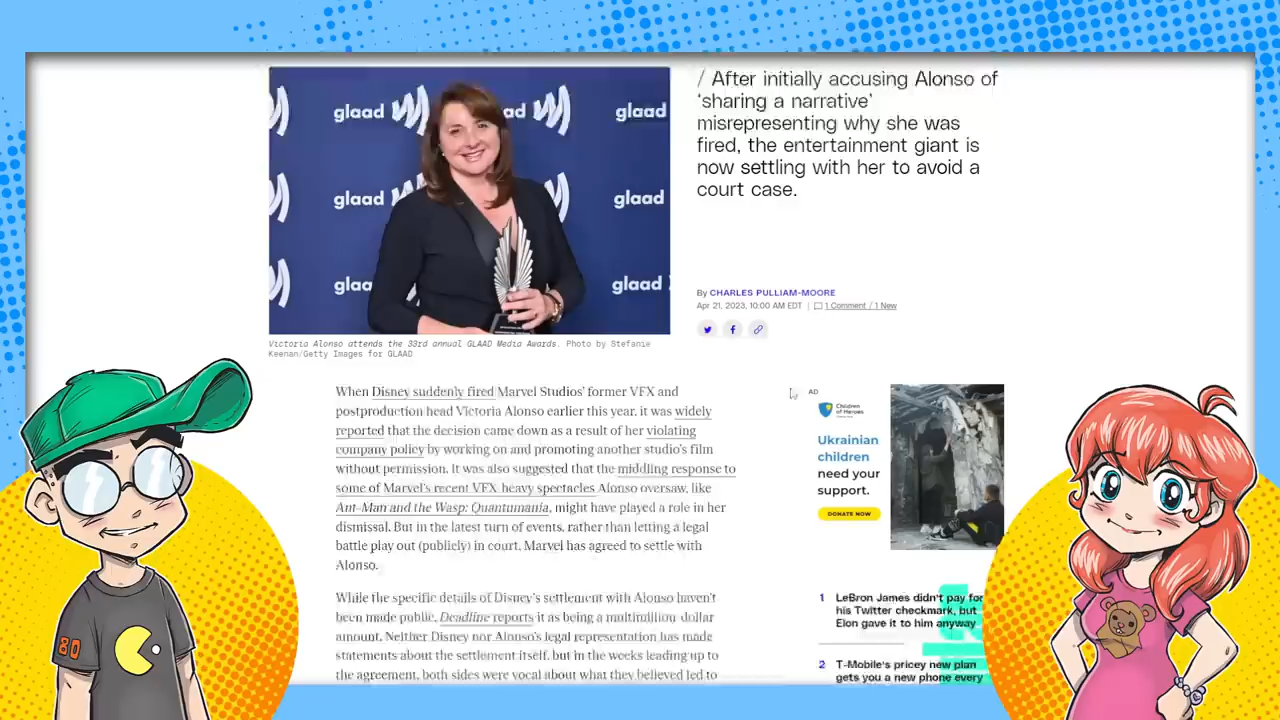 / After initially accusing Alonso of
‘sharing a narrative’
misrepresenting why she was
fired, the entertainment giant is
now settling with her to avoid a
court case.
glaad
ad
glaad
glaad
glaad
glaa
glaad
By CHARLES PULLIAM-MOORE
Apr 21, 2023, 10:00 AM EDT | 1 Comment / 1 New
Victoria Alonso attends the 33rd annual GLAAD Media Awards. Photo by Stefanie
Keenan/Getty Images for GLAAD
When Disney suddenly fired Marvel Studios’ former VFX and
postproduction head Victoria Alonso earlier this year, it was widely
reported that the decision came down as a result of her violating
company policy by working on and promoting another studio’s film
without permission. It was also suggested that the middling response to
some of Marvel’s recent VFX heavy spectacles Alonso oversaw, like
Ant-Man and the Wasp: Quantumania, might have played a role in her
dismissal. But in the latest turn of events, rather than letting a legal
battle play out (publicly) in court, Marvel has agreed to settle with
Alonso.
While the specific details of Disney’s settlement with Alonso haven’t
been made public, Deadline reports it as being a multimillion-dollar
amount. Neither Disney nor Alonso’s legal representation has made
statements about the settlement itself, but in the weeks leading up to
the agreement, both sides were vocal about what they believed led to
AD
Children
of Heroes
Ukrainian
children
need your
support.
DONATE NOW
1 LeBron James didn’t pay for
his Twitter checkmark, but
Elon gave it to him anyway
2 T-Mobile’s pricey new plan
gets you a new phone every
80